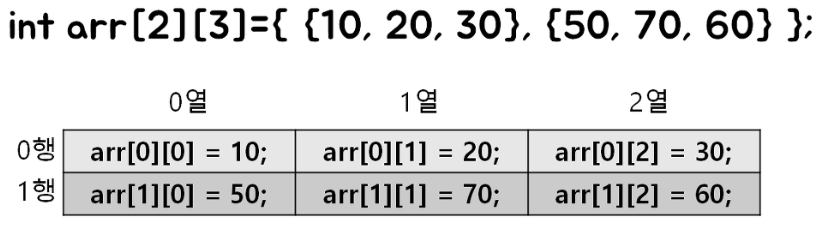 int arr[2][3]={ {10, 20, 30}, {50, 70, 60} };
0열 1열 2열
0행 arr[0][0] = 10; arr[0][1] = 20; arr[0][2] = 30;
1행 arr[1][0] = 50; arr[1][1] = 70; arr[1][2] = 60;